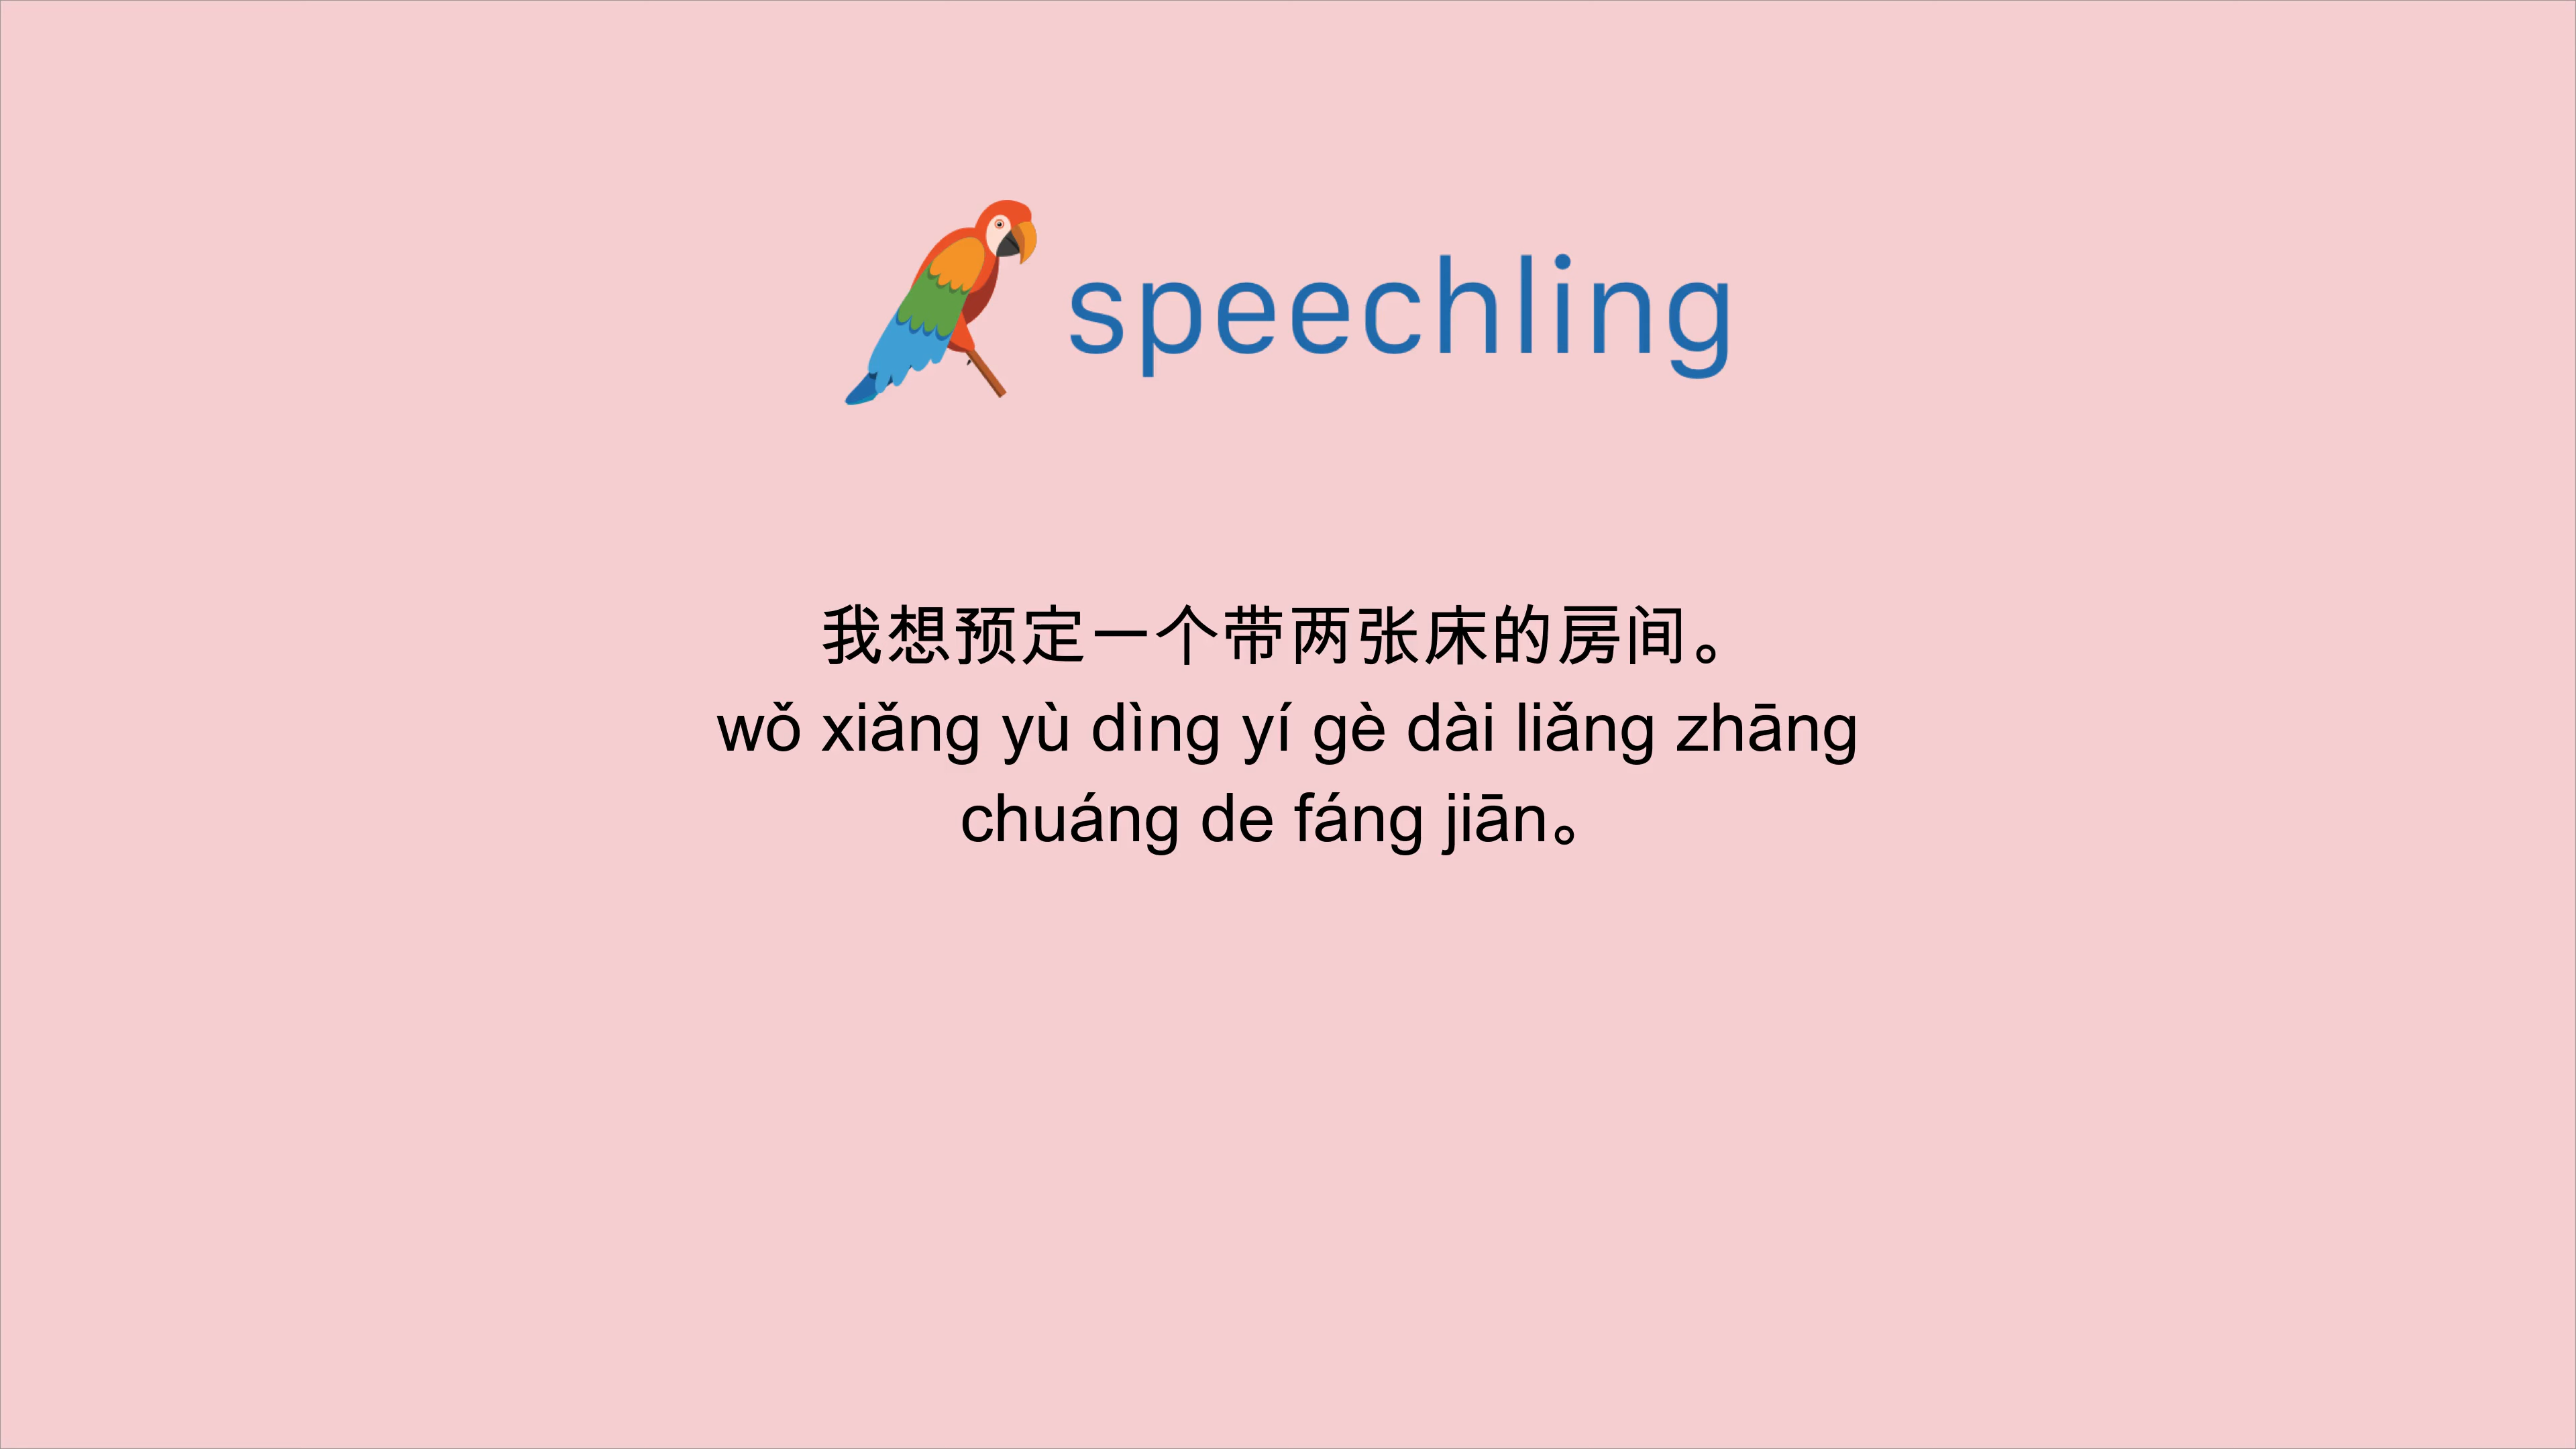 speechling
我想预定一个带两张床的房间。
wǒ xiǎng yù dìng yí gè dài liǎng zhāng
chuáng de fáng jiān。